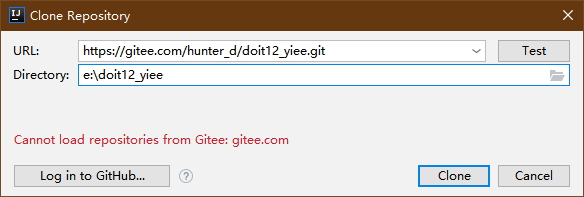 IJ Clone Repository
URL: https://gitee.com/hunter_d/doit12_yiee.git Test
Directory: e:\doit12_yiee
Cannot load repositories from Gitee: gitee.com
Log in to GitHub... ? Clone Cancel